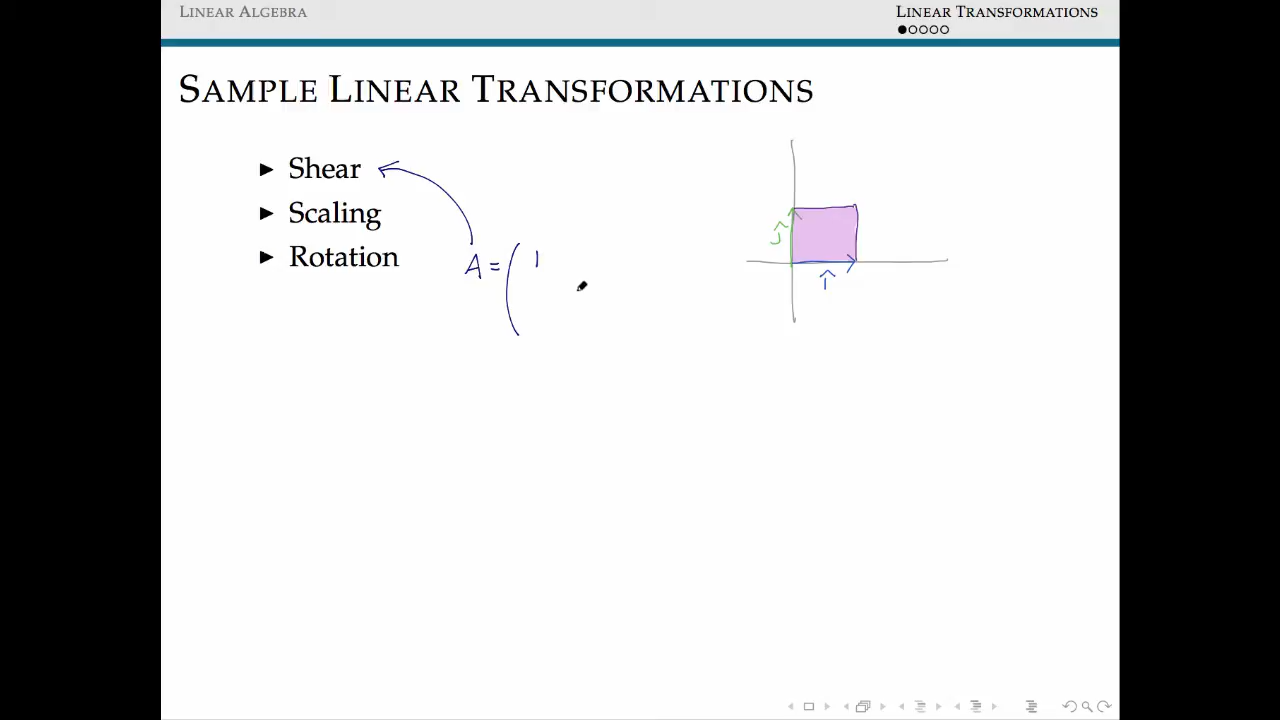 LINEAR ALGEBRA
LINEAR TRANSFORMATIONS
SAMPLE LINEAR TRANSFORMATIONS
▶ Shear
▶ Scaling
▶ Rotation
A = ( 1
ĵ
î